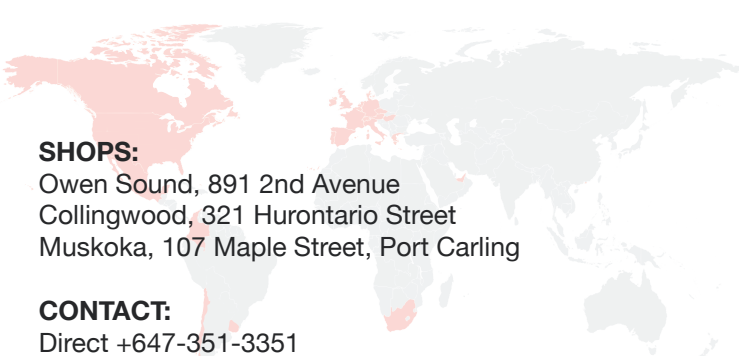 SHOPS:
Owen Sound, 891 2nd Avenue
Collingwood, 321 Hurontario Street
Muskoka, 107 Maple Street, Port Carling
CONTACT:
Direct +647-351-3351